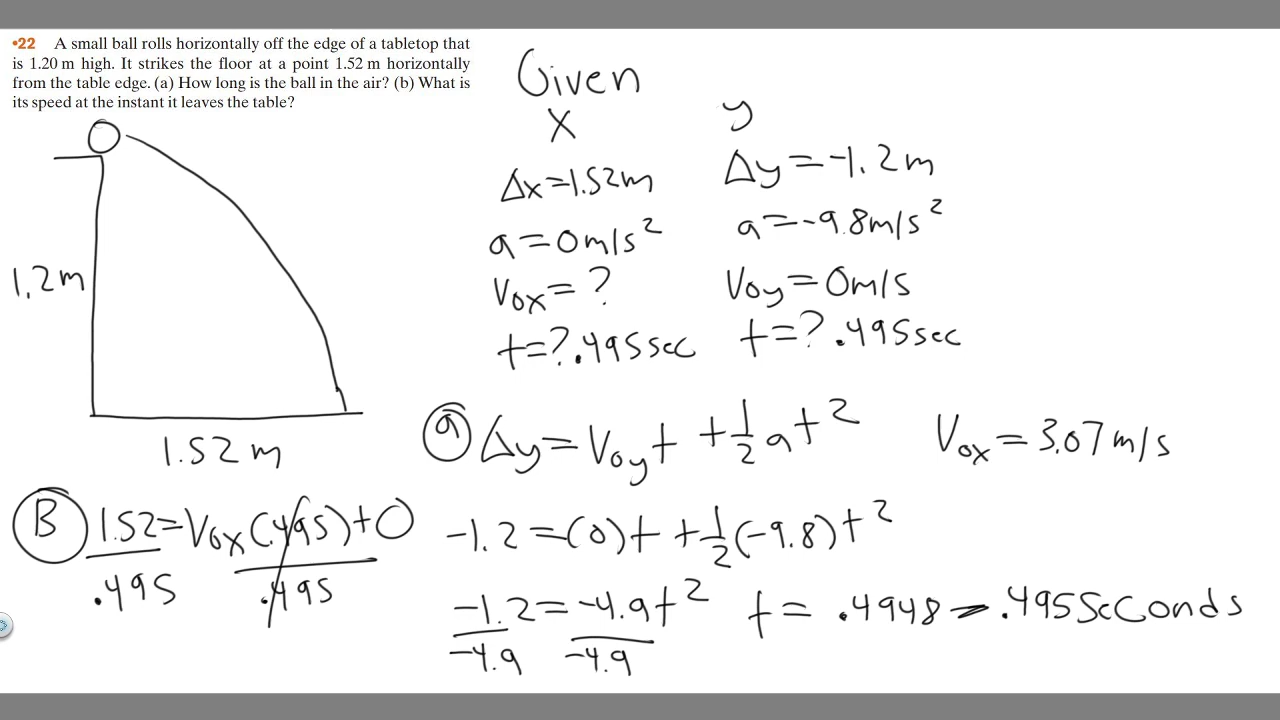 •22 A small ball rolls horizontally off the edge of a tabletop that
is 1.20 m high. It strikes the floor at a point 1.52 m horizontally
from the table edge. (a) How long is the ball in the air? (b) What is
its speed at the instant it leaves the table?
Given
X
y
Δx=1.52m
Δy=-1.2m
a=0m/s²
a=-9.8m/s²
Vox=?
Voy=0m/s
t=?.495sec
t=?.495sec
1.2m
1.52m
a Δy=Voyt+½at²
Vox=3.07m/s
B 1.52=Vox(.495)+0
.495 .495
-1.2=(0)t+½(-9.8)t²
-1.2=-4.9t²
-4.9 -4.9
t=.4948-.495Seconds